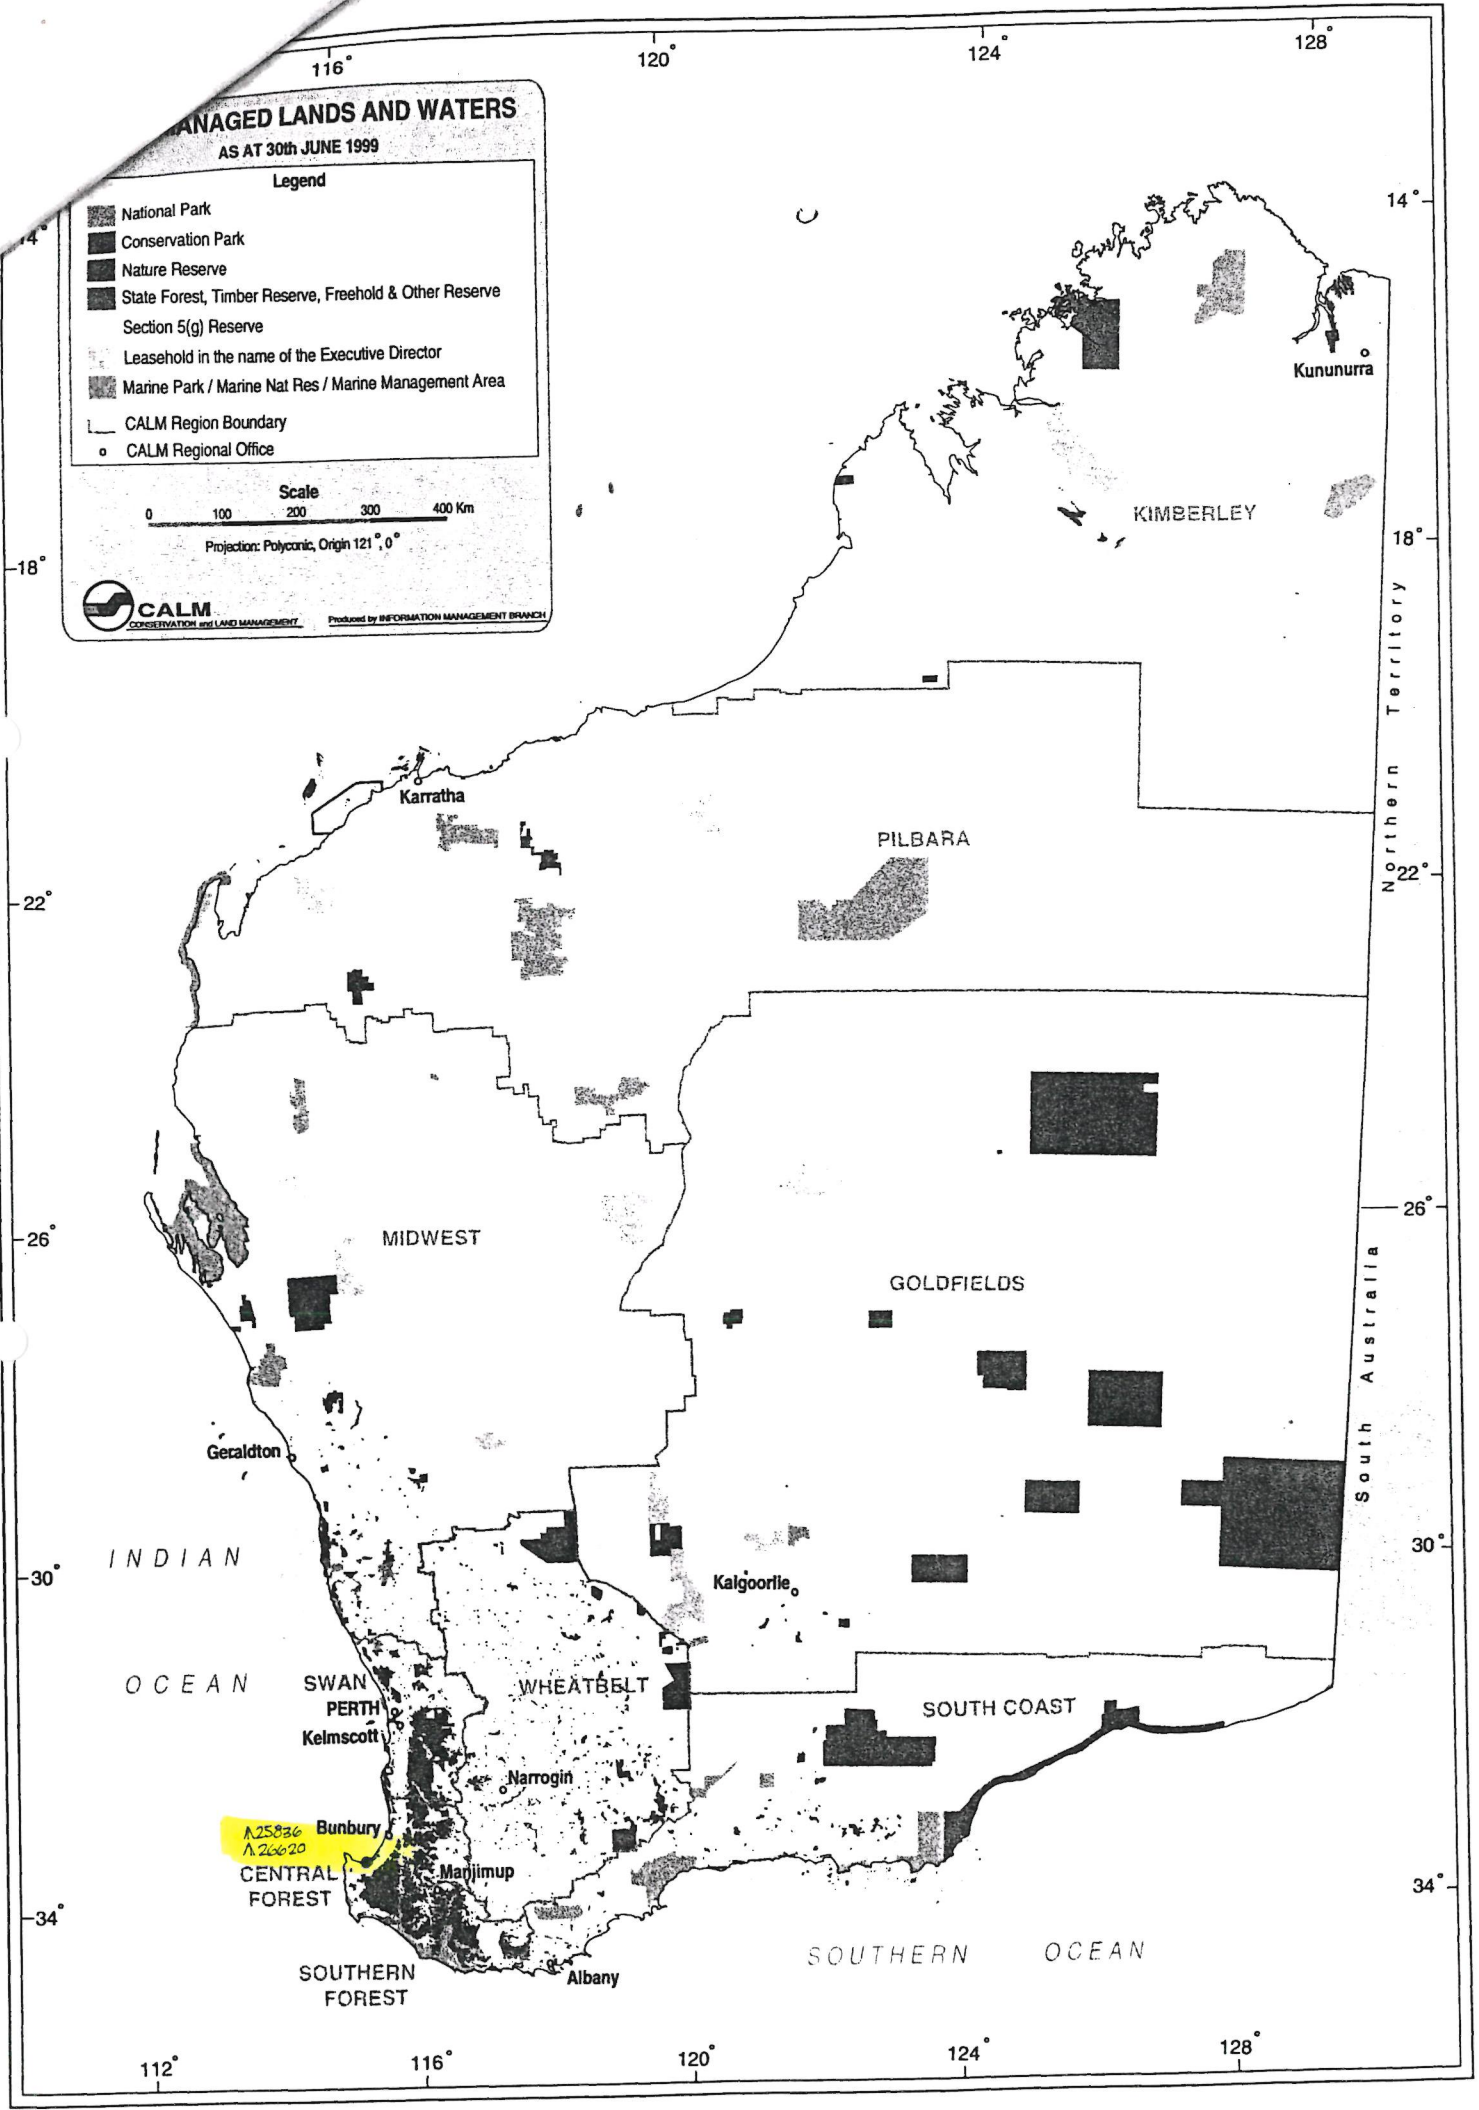 116°
120°
124°
128°
MANAGED LANDS AND WATERS
AS AT 30th JUNE 1999
Legend
National Park
Conservation Park
Nature Reserve
State Forest, Timber Reserve, Freehold & Other Reserve
Section 5(g) Reserve
Leasehold in the name of the Executive Director
Marine Park / Marine Nat Res / Marine Management Area
CALM Region Boundary
CALM Regional Office
Scale
0 100 200 300 400 Km
Projection: Polyconic, Origin 121°, 0°
CALM
CONSERVATION and LAND MANAGEMENT
Produced by INFORMATION MANAGEMENT BRANCH
14°
14°
Kununurra
KIMBERLEY
18°
18°
Northern Territory
Karratha
PILBARA
22°
22°
26°
26°
MIDWEST
GOLDFIELDS
South Australia
Geraldton
INDIAN
30°
30°
Kalgoorlie
OCEAN
SWAN
WHEATBELT
PERTH
SOUTH COAST
Kelmscott
Narrogin
Bunbury
25836
26620
CENTRAL
FOREST
Manjimup
34°
34°
SOUTHERN OCEAN
SOUTHERN
FOREST
Albany
112°
116°
120°
124°
128°